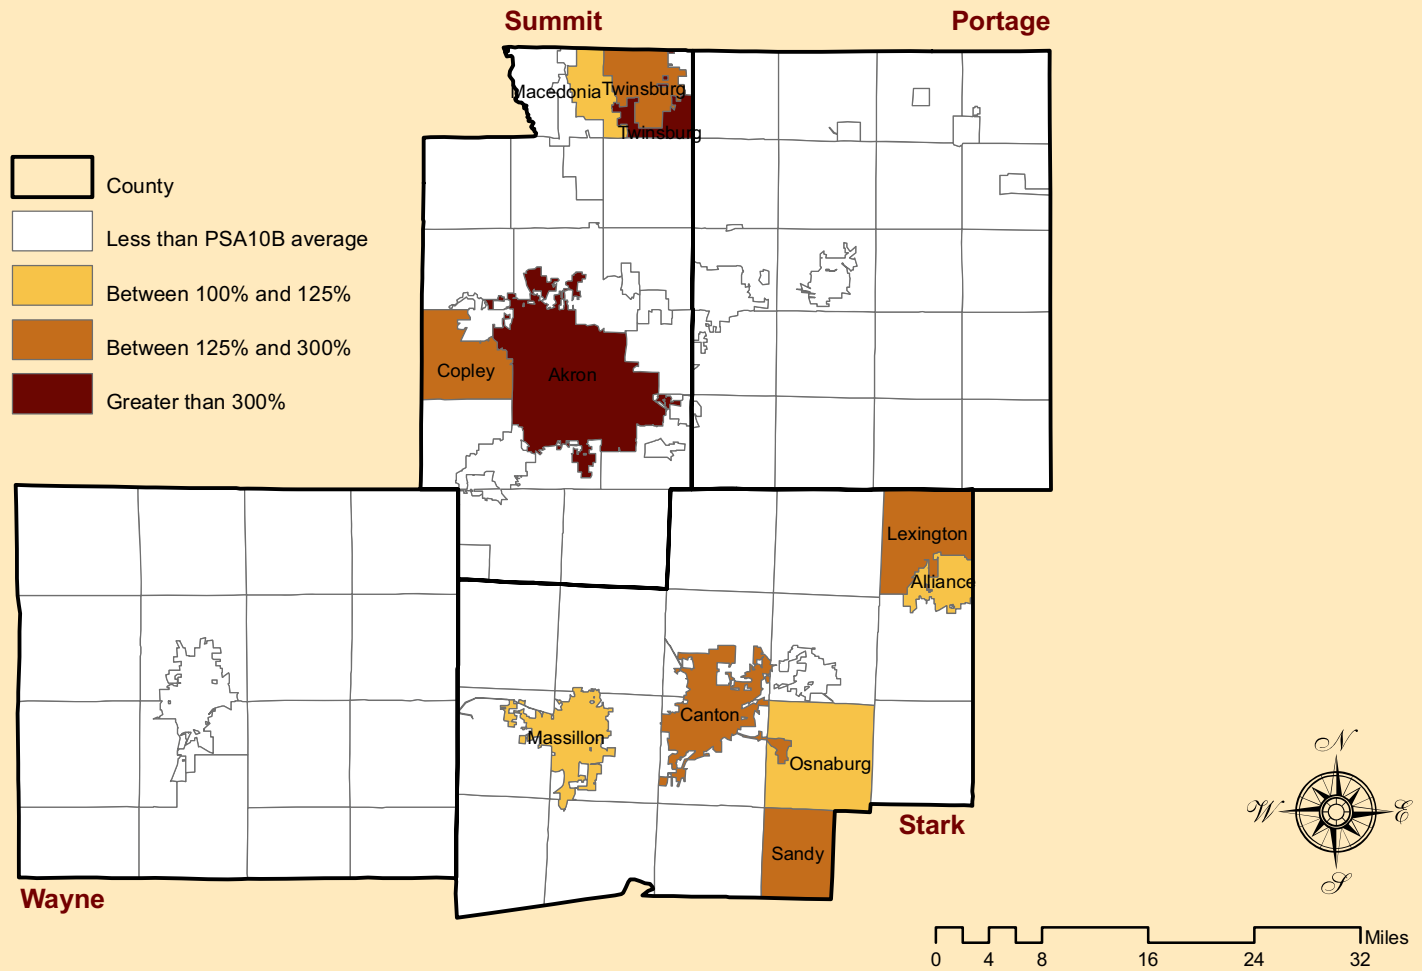 Summit
Portage
Macedonia
Twinsburg
Twinsburg
County
Less than PSA10B average
Between 100% and 125%
Between 125% and 300%
Greater than 300%
Copley
Akron
Lexington
Alliance
Canton
Massillon
Osnaburg
Sandy
Stark
Wayne
N
W
E
S
Miles
0 4 8 16 24 32